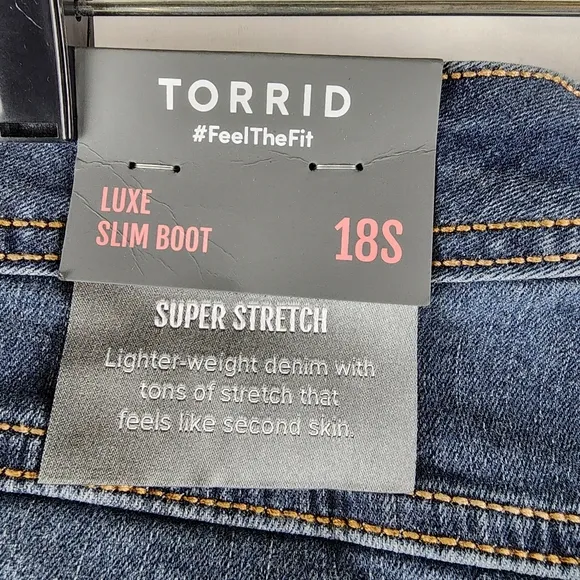 TORRID
#FeelTheFit
LUXE
SLIM BOOT
18S
SUPER STRETCH
Lighter-weight denim with
tons of stretch that
feels like second skin.